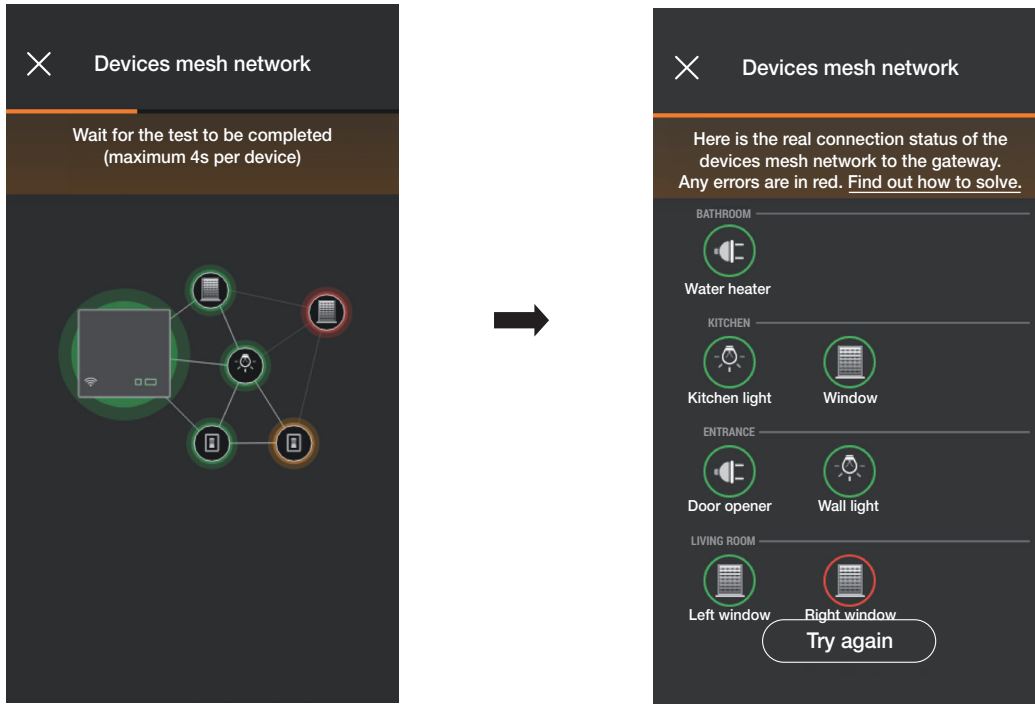 Devices mesh network
Wait for the test to be completed
(maximum 4s per device)
Devices mesh network
Here is the real connection status of the
devices mesh network to the gateway.
Any errors are in red. Find out how to solve.
BATHROOM
Water heater
KITCHEN
Kitchen light
Window
ENTRANCE
Door opener
Wall light
LIVING ROOM
Left window
Right window
Try again